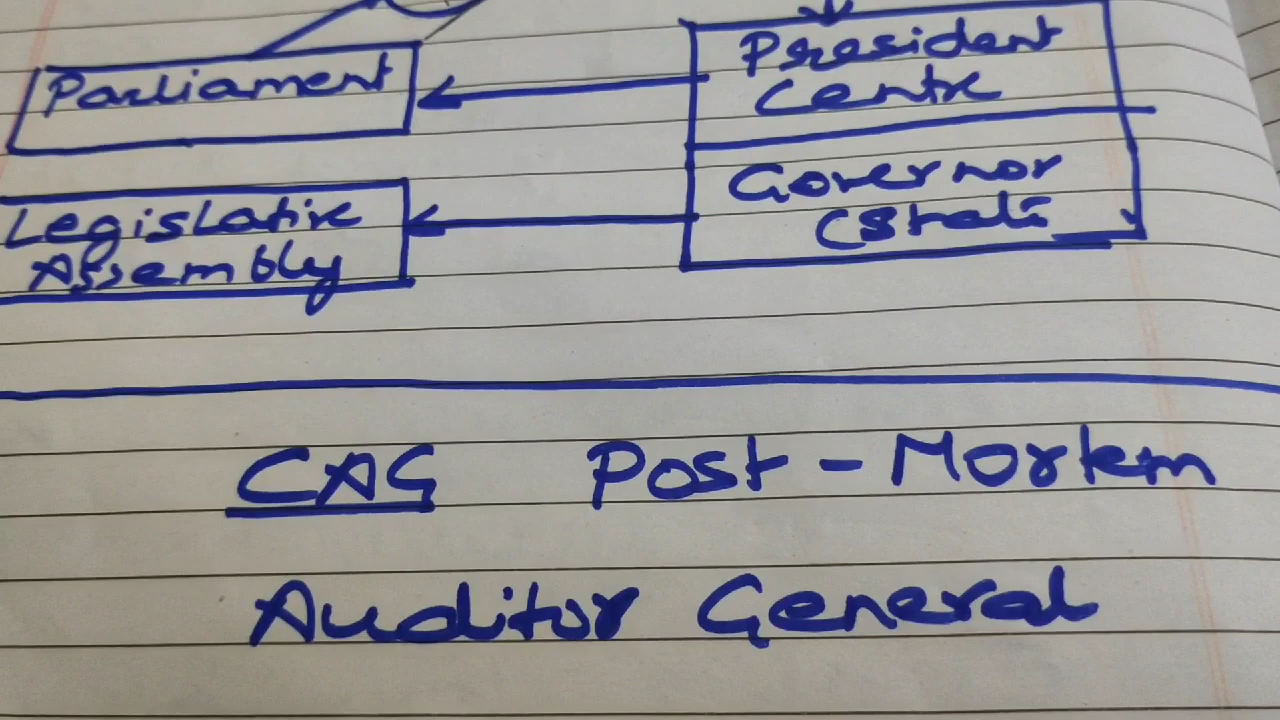 Parliament
President
Centre
Legislative
Assembly
Governor
(State
CAG Post-Mortem
Auditor General